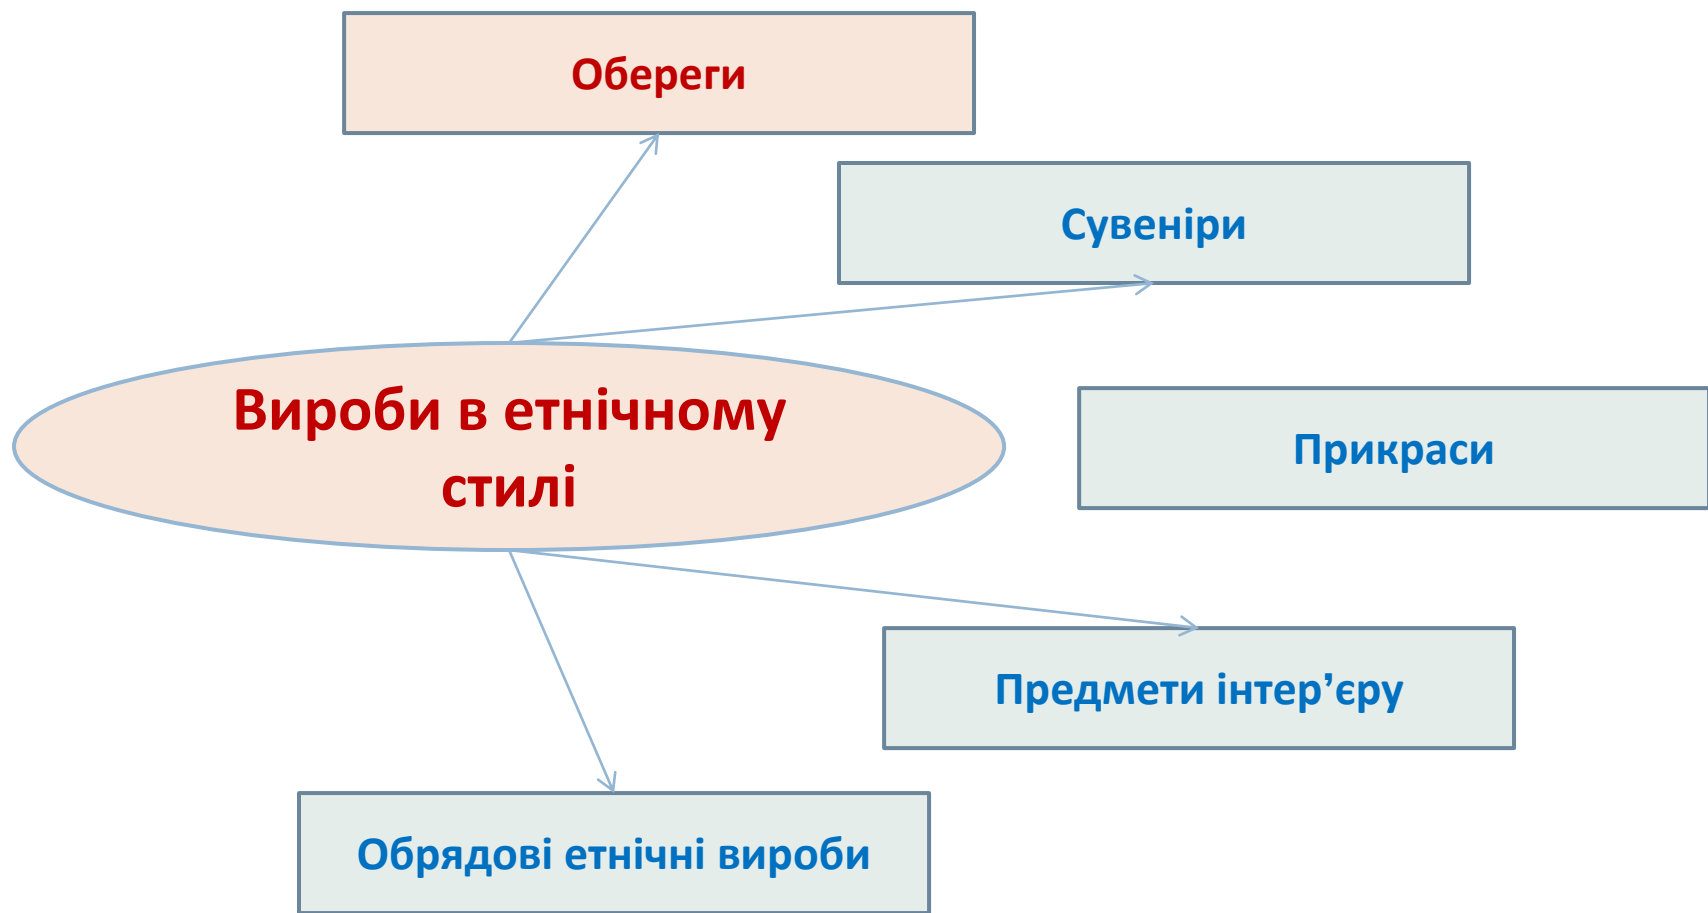 Обереги
Сувеніри
Вироби в етнічному
стилі
Прикраси
Предмети інтер’єру
Обрядові етнічні вироби